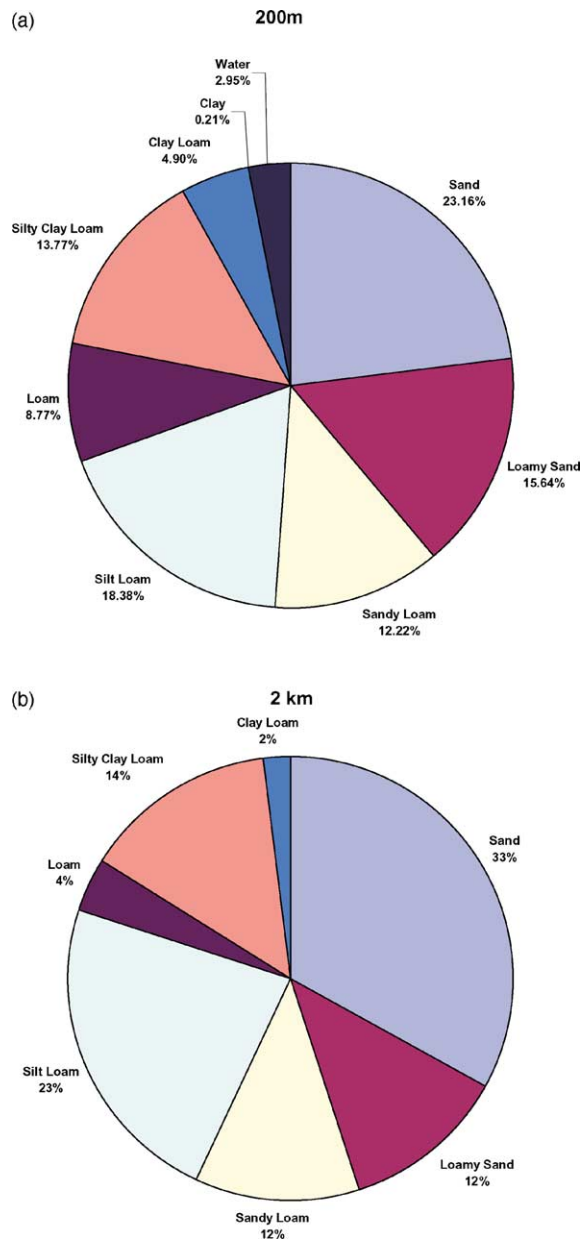 (a)
200m
Water
2.95%
Clay
0.21%
Clay Loam
4.90%
Sand
23.16%
Silty Clay Loam
13.77%
Loam
8.77%
Loamy Sand
15.64%
Silt Loam
18.38%
Sandy Loam
12.22%
(b)
2 km
Clay Loam
2%
Silty Clay Loam
14%
Sand
33%
Loam
4%
Silt Loam
23%
Loamy Sand
12%
Sandy Loam
12%